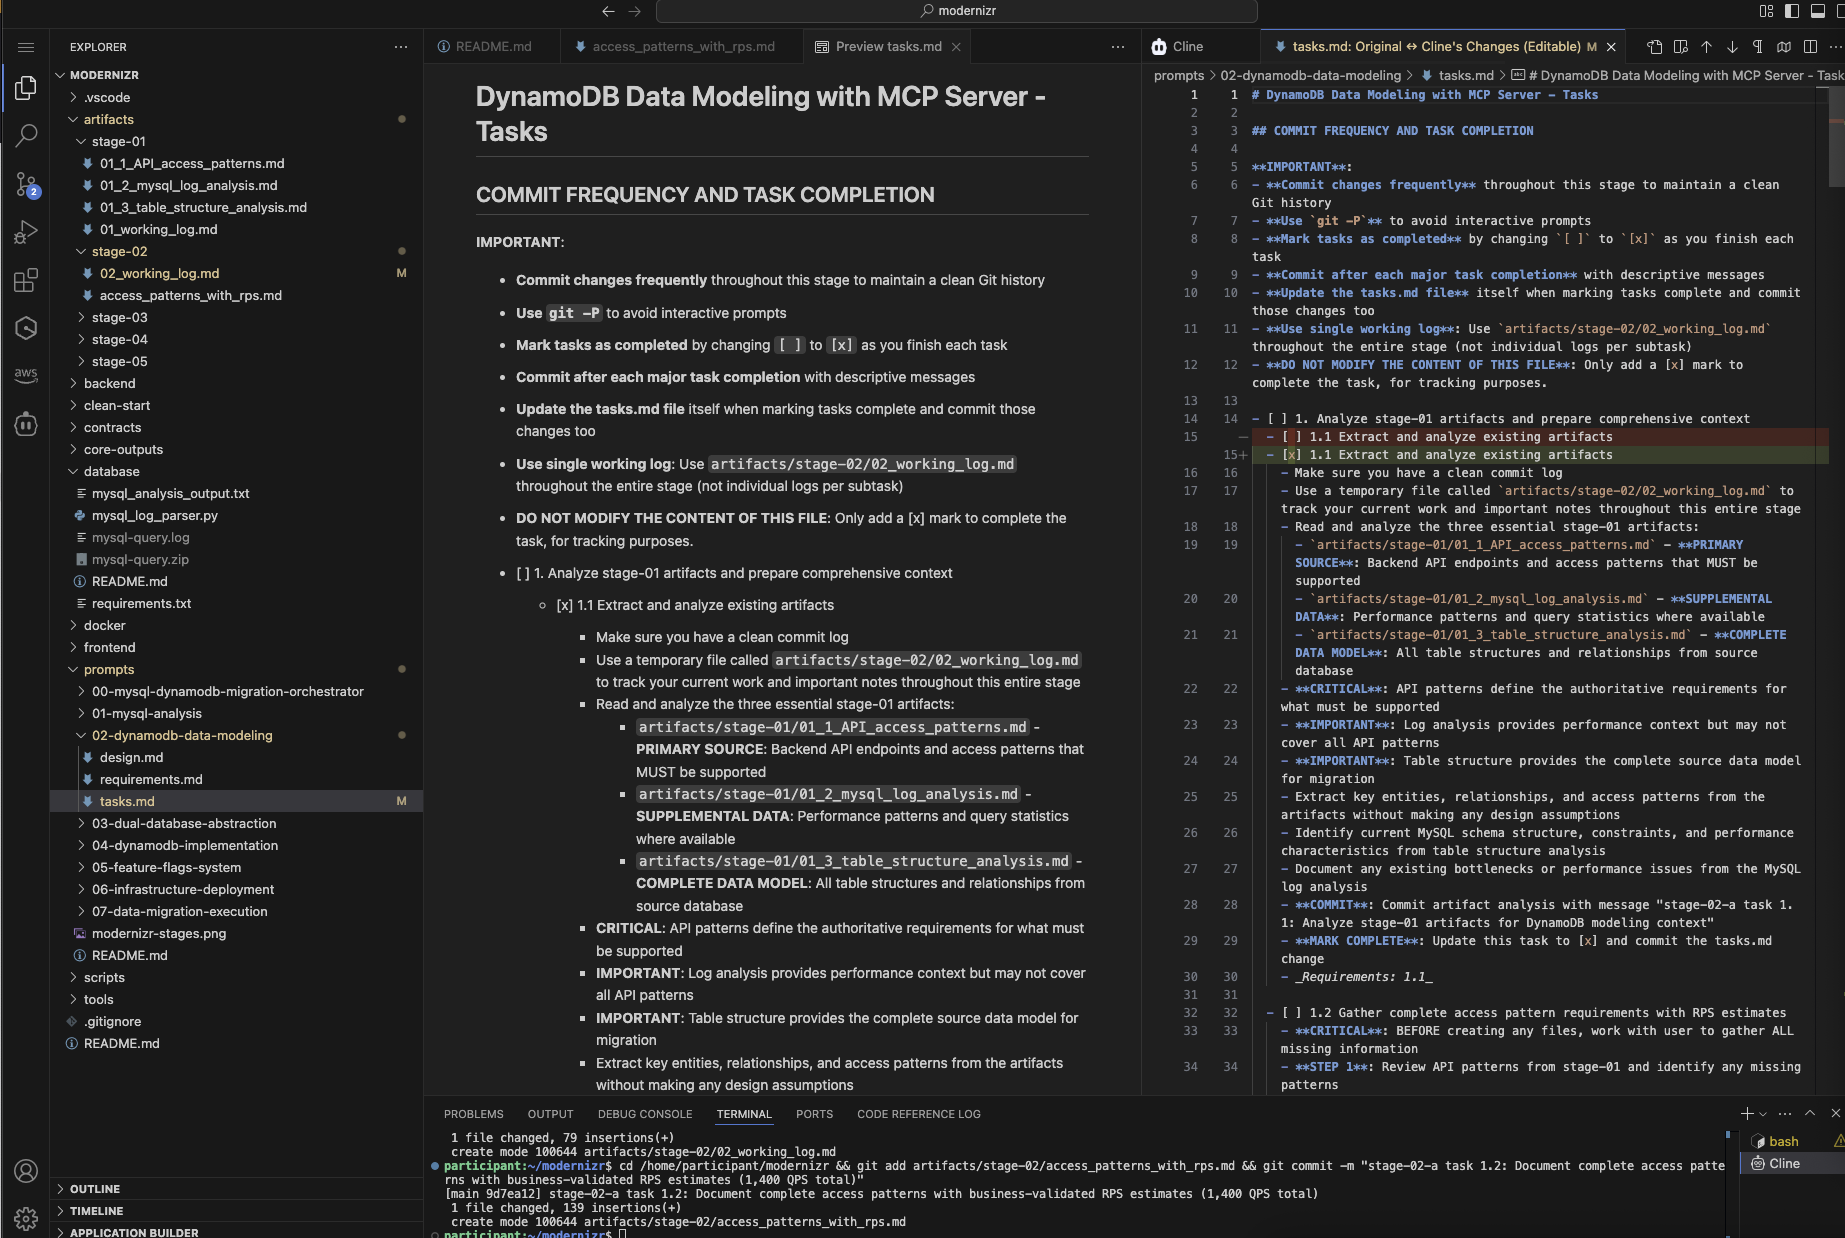 modernizr
EXPLORER
MODERNIZR
.vscode
artifacts
stage-01
01_1_API_access_patterns.md
01_2_mysql_log_analysis.md
01_3_table_structure_analysis.md
01_working_log.md
stage-02
02_working_log.md M
access_patterns_with_rps.md
stage-03
stage-04
stage-05
backend
clean-start
contracts
core-outputs
database
mysql_analysis_output.txt
mysql_log_parser.py
mysql-query.log
mysql-query.zip
README.md
requirements.txt
docker
frontend
prompts
00-mysql-dynamodb-migration-orchestrator
01-mysql-analysis
02-dynamodb-data-modeling
design.md
requirements.md
tasks.md M
03-dual-database-abstraction
04-dynamodb-implementation
05-feature-flags-system
06-infrastructure-deployment
07-data-migration-execution
modernizr-stages.png
README.md
scripts
tools
.gitignore
README.md
OUTLINE
TIMELINE
APPLICATION BUILDER
2
aws
README.md access_patterns_with_rps.md Preview tasks.md
DynamoDB Data Modeling with MCP Server -
Tasks
COMMIT FREQUENCY AND TASK COMPLETION
IMPORTANT:
• Commit changes frequently throughout this stage to maintain a clean Git history
• Use git -P to avoid interactive prompts
• Mark tasks as completed by changing [ ] to [x] as you finish each task
• Commit after each major task completion with descriptive messages
• Update the tasks.md file itself when marking tasks complete and commit those
changes too
• Use single working log: Use artifacts/stage-02/02_working_log.md
throughout the entire stage (not individual logs per subtask)
• DO NOT MODIFY THE CONTENT OF THIS FILE: Only add a [x] mark to complete the
task, for tracking purposes.
• [ ] 1. Analyze stage-01 artifacts and prepare comprehensive context
[x] 1.1 Extract and analyze existing artifacts
Make sure you have a clean commit log
Use a temporary file called artifacts/stage-02/02_working_log.md
to track your current work and important notes throughout this entire stage
Read and analyze the three essential stage-01 artifacts:
artifacts/stage-01/01_1_API_access_patterns.md -
PRIMARY SOURCE: Backend API endpoints and access patterns that
MUST be supported
artifacts/stage-01/01_2_mysql_log_analysis.md -
SUPPLEMENTAL DATA: Performance patterns and query statistics
where available
artifacts/stage-01/01_3_table_structure_analysis.md -
COMPLETE DATA MODEL: All table structures and relationships from
source database
CRITICAL: API patterns define the authoritative requirements for what must
be supported
IMPORTANT: Log analysis provides performance context but may not cover
all API patterns
IMPORTANT: Table structure provides the complete source data model for
migration
Extract key entities, relationships, and access patterns from the artifacts
without making any design assumptions
Cline tasks.md: Original ↔ Cline's Changes (Editable) M
prompts > 02-dynamodb-data-modeling > tasks.md > # DynamoDB Data Modeling with MCP Server - Task
1 1 # DynamoDB Data Modeling with MCP Server - Tasks
2 2
3 3 ## COMMIT FREQUENCY AND TASK COMPLETION
4 4
5 5 **IMPORTANT**:
6 6 - **Commit changes frequently** throughout this stage to maintain a clean
Git history
7 7 - **Use `git -P`** to avoid interactive prompts
8 8 - **Mark tasks as completed** by changing `[ ]` to `[x]` as you finish each
task
9 9 - **Commit after each major task completion** with descriptive messages
10 10 - **Update the tasks.md file** itself when marking tasks complete and commit
those changes too
11 11 - **Use single working log**: Use `artifacts/stage-02/02_working_log.md`
throughout the entire stage (not individual logs per subtask)
12 12 - **DO NOT MODIFY THE CONTENT OF THIS FILE**: Only add a [x] mark to
complete the task, for tracking purposes.
13 13
14 14 - [ ] 1. Analyze stage-01 artifacts and prepare comprehensive context
15 — - [ ] 1.1 Extract and analyze existing artifacts
15+ - [x] 1.1 Extract and analyze existing artifacts
16 16 - Make sure you have a clean commit log
17 17 - Use a temporary file called `artifacts/stage-02/02_working_log.md` to
track your current work and important notes throughout this entire stage
18 18 - Read and analyze the three essential stage-01 artifacts:
19 19 - `artifacts/stage-01/01_1_API_access_patterns.md` - **PRIMARY
SOURCE**: Backend API endpoints and access patterns that MUST be
supported
20 20 - `artifacts/stage-01/01_2_mysql_log_analysis.md` - **SUPPLEMENTAL
DATA**: Performance patterns and query statistics where available
21 21 - `artifacts/stage-01/01_3_table_structure_analysis.md` - **COMPLETE
DATA MODEL**: All table structures and relationships from source
database
22 22 - **CRITICAL**: API patterns define the authoritative requirements for
what must be supported
23 23 - **IMPORTANT**: Log analysis provides performance context but may not
cover all API patterns
24 24 - **IMPORTANT**: Table structure provides the complete source data model
for migration
25 25 - Extract key entities, relationships, and access patterns from the
artifacts without making any design assumptions
26 26 - Identify current MySQL schema structure, constraints, and performance
characteristics from table structure analysis
27 27 - Document any existing bottlenecks or performance issues from the MySQL
log analysis
28 28 - **COMMIT**: Commit artifact analysis with message "stage-02-a task 1.
1: Analyze stage-01 artifacts for DynamoDB modeling context"
29 29 - **MARK COMPLETE**: Update this task to [x] and commit the tasks.md
change
30 30 - _Requirements: 1.1_
31 31
32 32 - [ ] 1.2 Gather complete access pattern requirements with RPS estimates
33 33 - **CRITICAL**: BEFORE creating any files, work with user to gather ALL
missing information
34 34 - **STEP 1**: Review API patterns from stage-01 and identify any missing
patterns
PROBLEMS OUTPUT DEBUG CONSOLE TERMINAL PORTS CODE REFERENCE LOG
1 file changed, 79 insertions(+)
create mode 100644 artifacts/stage-02/02_working_log.md
participant:~/modernizr$ cd /home/participant/modernizr && git add artifacts/stage-02/access_patterns_with_rps.md && git commit -m "stage-02-a task 1.2: Document complete access patte
rns with business-validated RPS estimates (1,400 QPS total)"
[main 9d7ea12] stage-02-a task 1.2: Document complete access patterns with business-validated RPS estimates (1,400 QPS total)
1 file changed, 139 insertions(+)
create mode 100644 artifacts/stage-02/access_patterns_with_rps.md
participant:~/modernizr$
bash
Cline